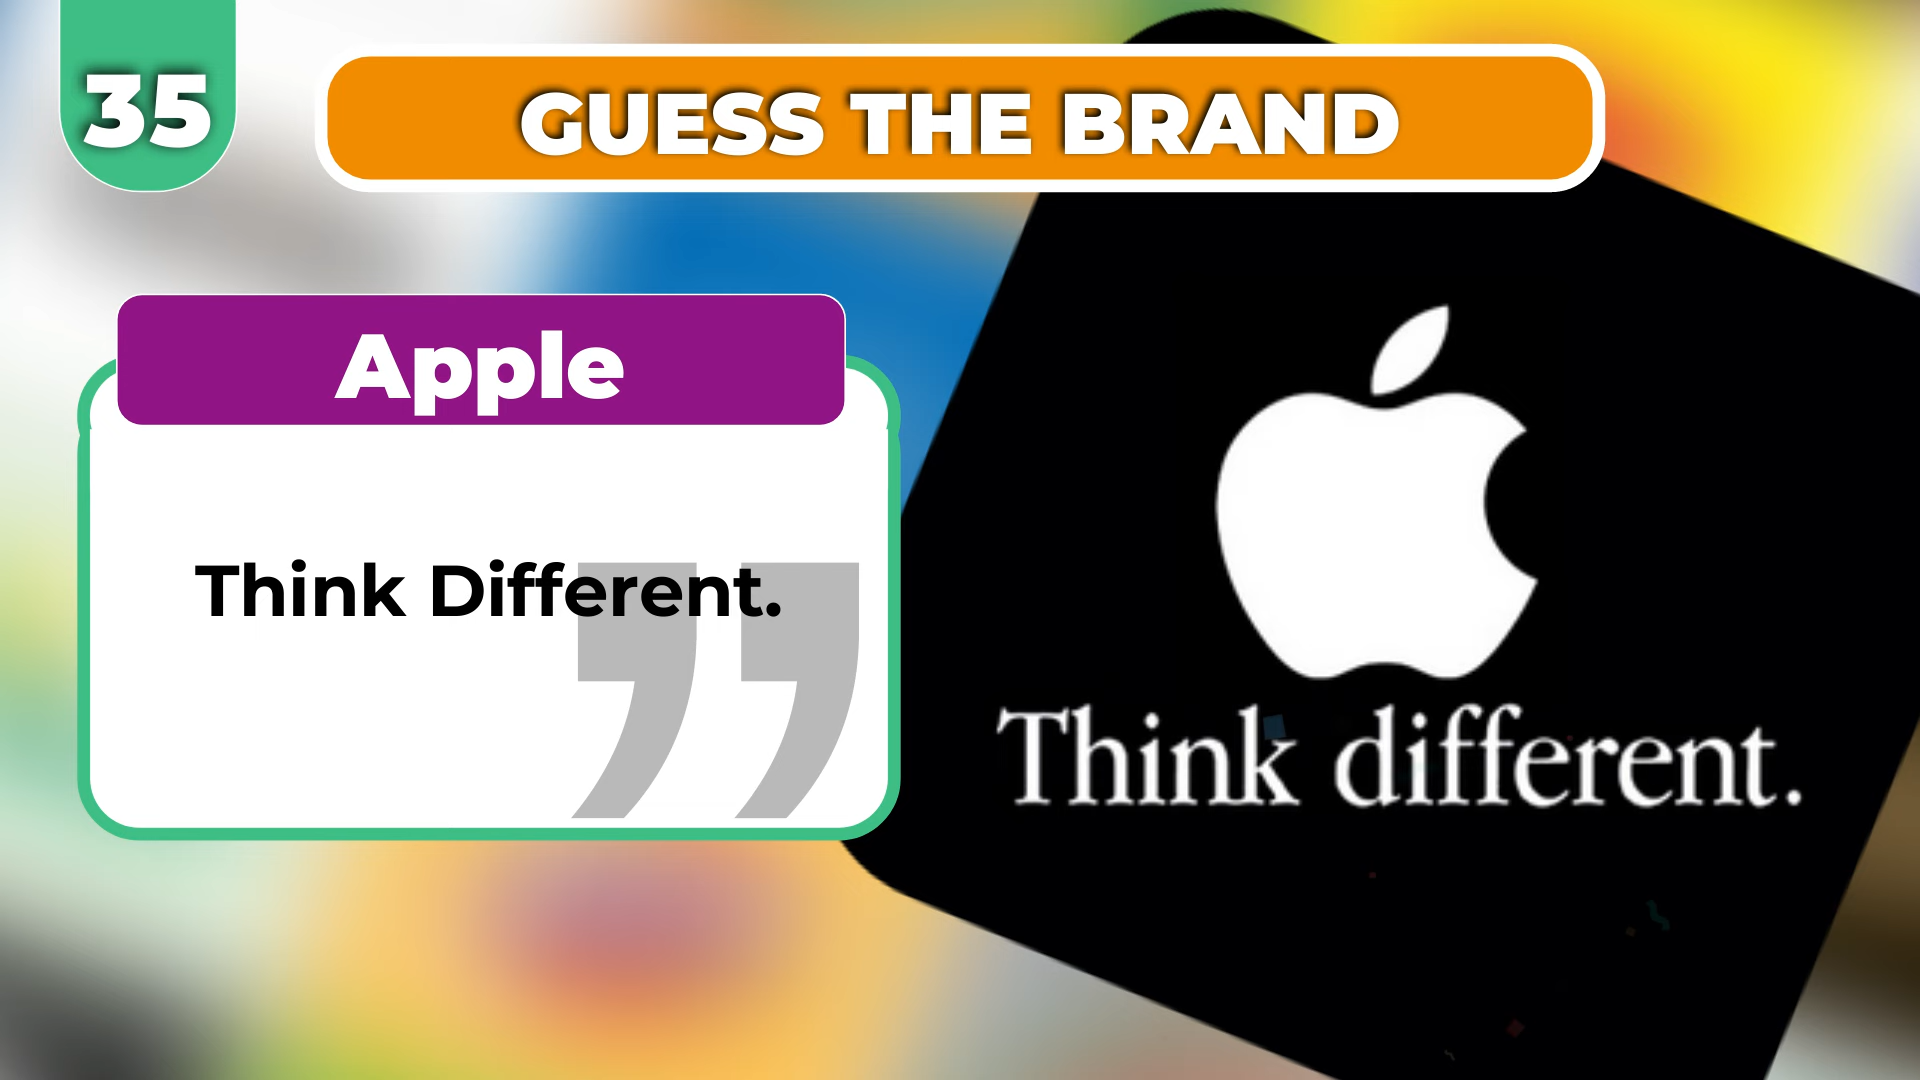 35
GUESS THE BRAND
Apple
Think Different.
”
Think different.